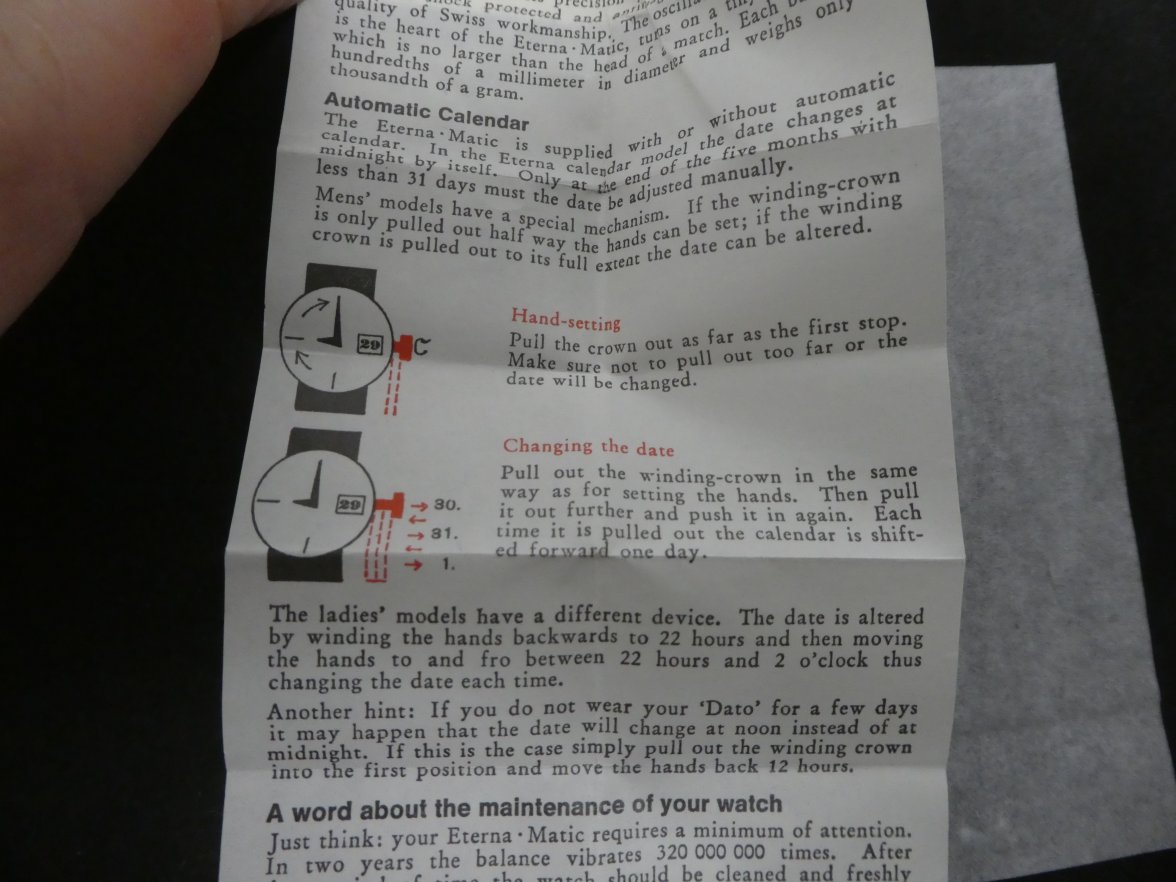 shock protected and
quality of Swiss workmanship. The oscill
is the heart of the Eterna·Matic, turns on a tiny
which is no larger than the head of a match. Each
hundredths of a millimeter in diameter and weighs only
thousandth of a gram.
Automatic Calendar
The Eterna·Matic is supplied with or without automatic
calendar. In the Eterna calendar model the date changes at
midnight by itself. Only at the end of the five months with
less than 31 days must the date be adjusted manually.
Mens' models have a special mechanism. If the winding-crown
is only pulled out half way the hands can be set; if the winding
crown is pulled out to its full extent the date can be altered.
29
Hand-setting
Pull the crown out as far as the first stop.
Make sure not to pull out too far or the
date will be changed.
29
30.
31.
1.
Changing the date
Pull out the winding-crown in the same
way as for setting the hands. Then pull
it out further and push it in again. Each
time it is pulled out the calendar is shift-
ed forward one day.
The ladies' models have a different device. The date is altered
by winding the hands backwards to 22 hours and then moving
the hands to and fro between 22 hours and 2 o'clock thus
changing the date each time.
Another hint: If you do not wear your 'Dato' for a few days
it may happen that the date will change at noon instead of at
midnight. If this is the case simply pull out the winding crown
into the first position and move the hands back 12 hours.
A word about the maintenance of your watch
Just think: your Eterna·Matic requires a minimum of attention.
In two years the balance vibrates 320 000 000 times. After
the watch should be cleaned and freshly